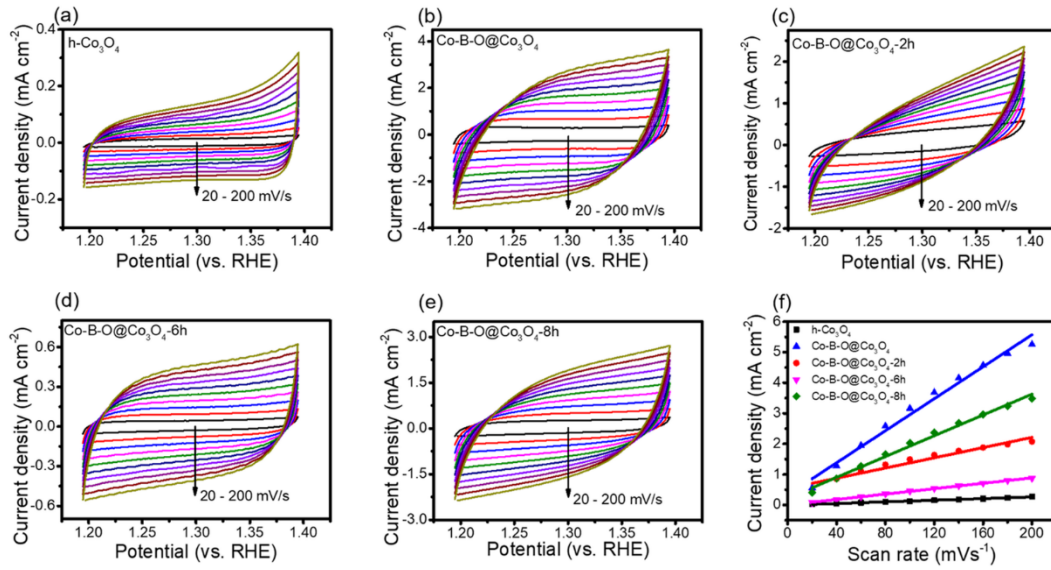 (a)
h-Co₃O₄
Current density (mA cm⁻²)
0.4
0.2
0.0
-0.2
20 - 200 mV/s
1.20 1.25 1.30 1.35 1.40
Potential (vs. RHE)
(b)
Co-B-O@Co₃O₄
Current density (mA cm⁻²)
4
2
0
-2
-4
20 - 200 mV/s
1.20 1.25 1.30 1.35 1.40
Potential (vs. RHE)
(c)
Co-B-O@Co₃O₄-2h
Current density (mA cm⁻²)
2
1
0
-1
-2
20 - 200 mV/s
1.20 1.25 1.30 1.35 1.40
Potential (vs. RHE)
(d)
Co-B-O@Co₃O₄-6h
Current density (mA cm⁻²)
0.6
0.3
0.0
-0.3
-0.6
20 - 200 mV/s
1.20 1.25 1.30 1.35 1.40
Potential (vs. RHE)
(e)
Co-B-O@Co₃O₄-8h
Current density (mA cm⁻²)
3.0
1.5
0.0
-1.5
-3.0
20 - 200 mV/s
1.20 1.25 1.30 1.35 1.40
Potential (vs. RHE)
(f)
Current density (mA cm⁻²)
6
5
4
3
2
1
0
h-Co₃O₄
Co-B-O@Co₃O₄
Co-B-O@Co₃O₄-2h
Co-B-O@Co₃O₄-6h
Co-B-O@Co₃O₄-8h
0 40 80 120 160 200
Scan rate (mVs⁻¹)